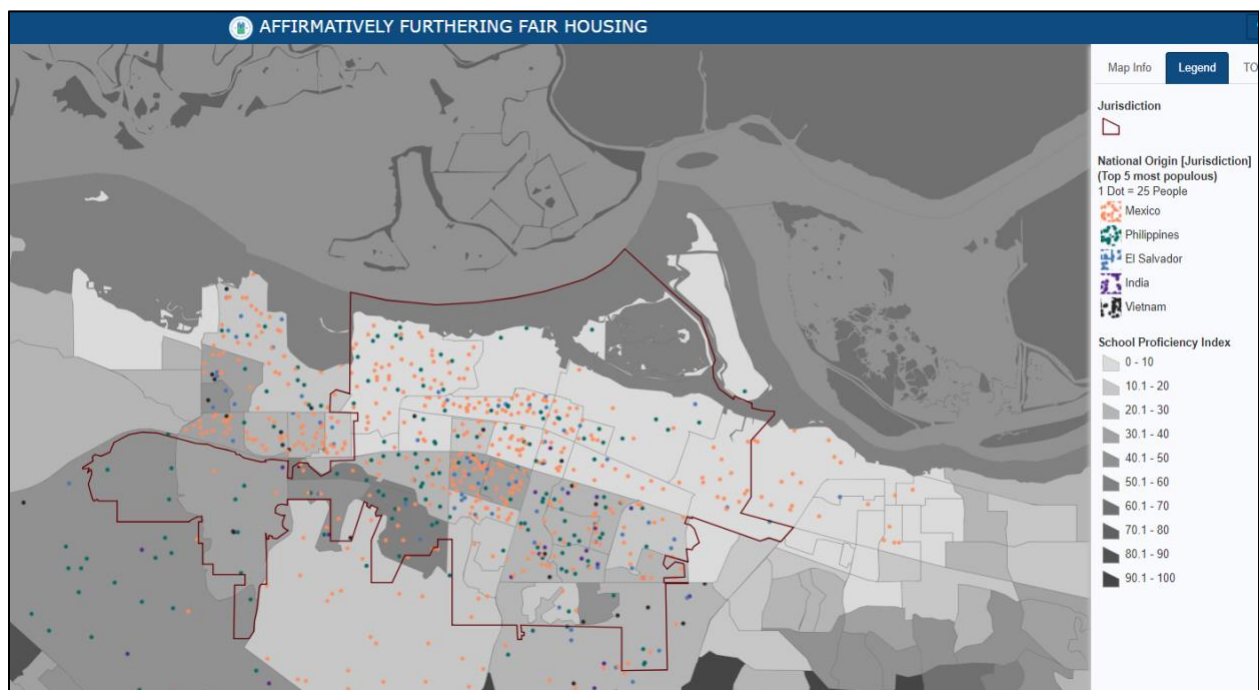 AFFIRMATIVELY FURTHERING FAIR HOUSING
Map Info Legend TO
Jurisdiction
National Origin [Jurisdiction]
(Top 5 most populous)
1 Dot = 25 People
Mexico
Philippines
El Salvador
India
Vietnam
School Proficiency Index
0 - 10
10.1 - 20
20.1 - 30
30.1 - 40
40.1 - 50
50.1 - 60
60.1 - 70
70.1 - 80
80.1 - 90
90.1 - 100